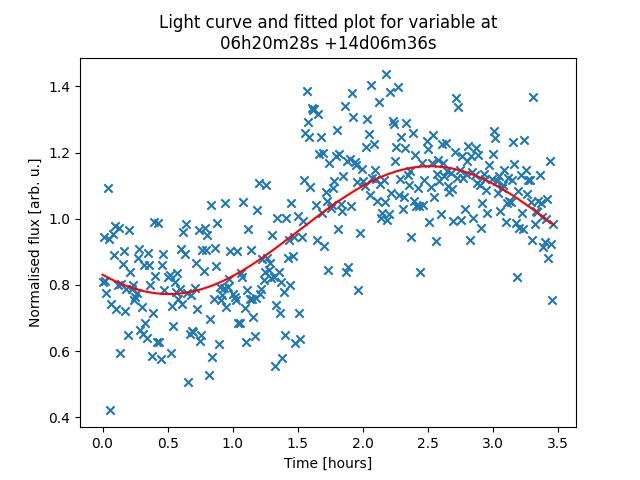 Light curve and fitted plot for variable at
06h20m28s +14d06m36s
1.4
1.2
1.0
0.8
0.6
0.4
Normalised flux [arb. u.]
0.0 0.5 1.0 1.5 2.0 2.5 3.0 3.5
Time [hours]